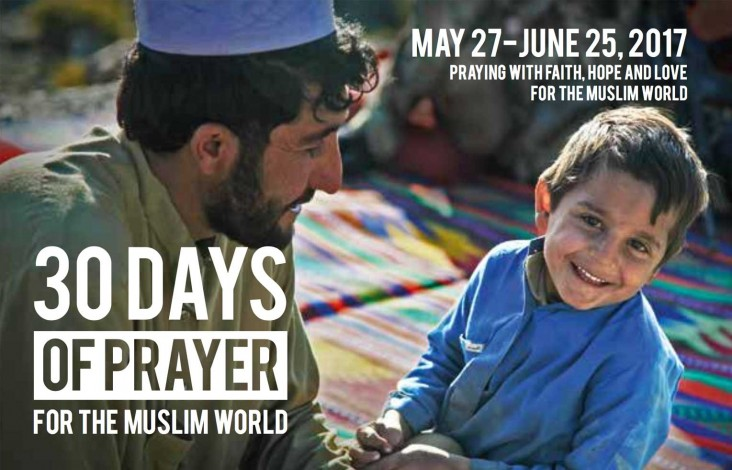 MAY 27–JUNE 25, 2017
PRAYING WITH FAITH, HOPE AND LOVE
FOR THE MUSLIM WORLD
30 DAYS
OF PRAYER
FOR THE MUSLIM WORLD